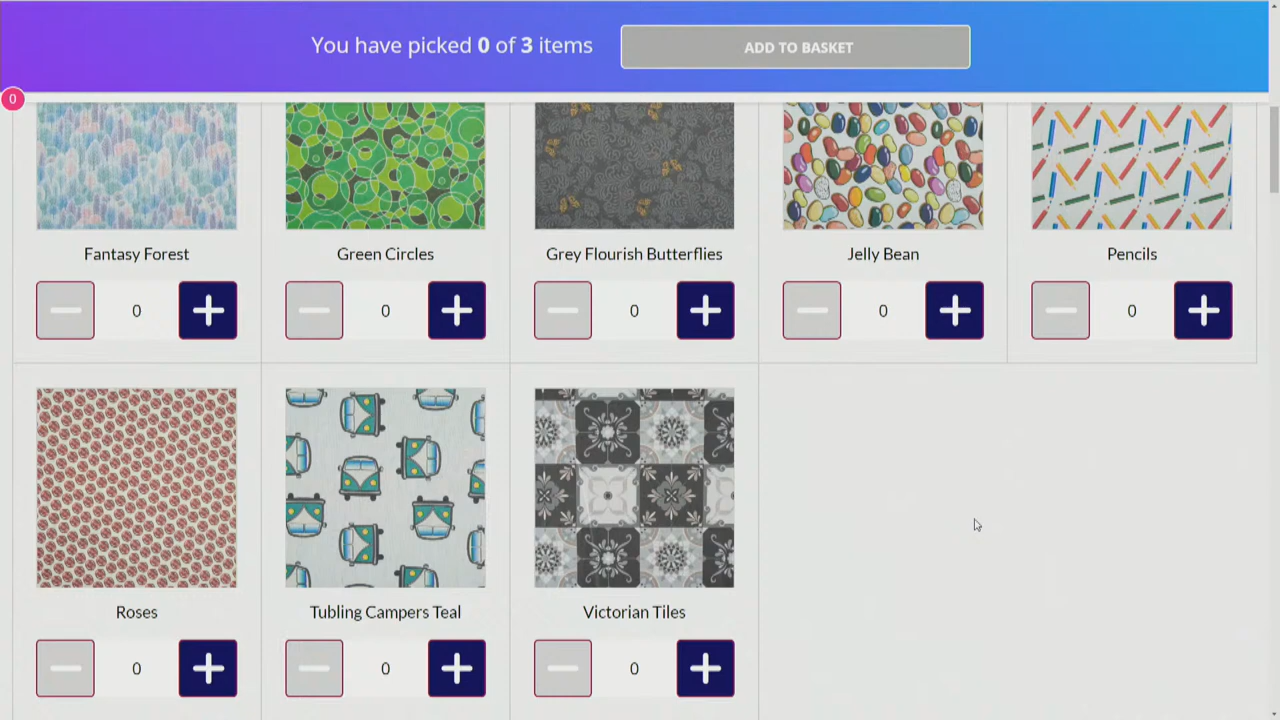 You have picked 0 of 3 items
ADD TO BASKET
0
Fantasy Forest
Green Circles
Grey Flourish Butterflies
Jelly Bean
Pencils
0
0
0
0
0
Roses
Tubling Campers Teal
Victorian Tiles
0
0
0